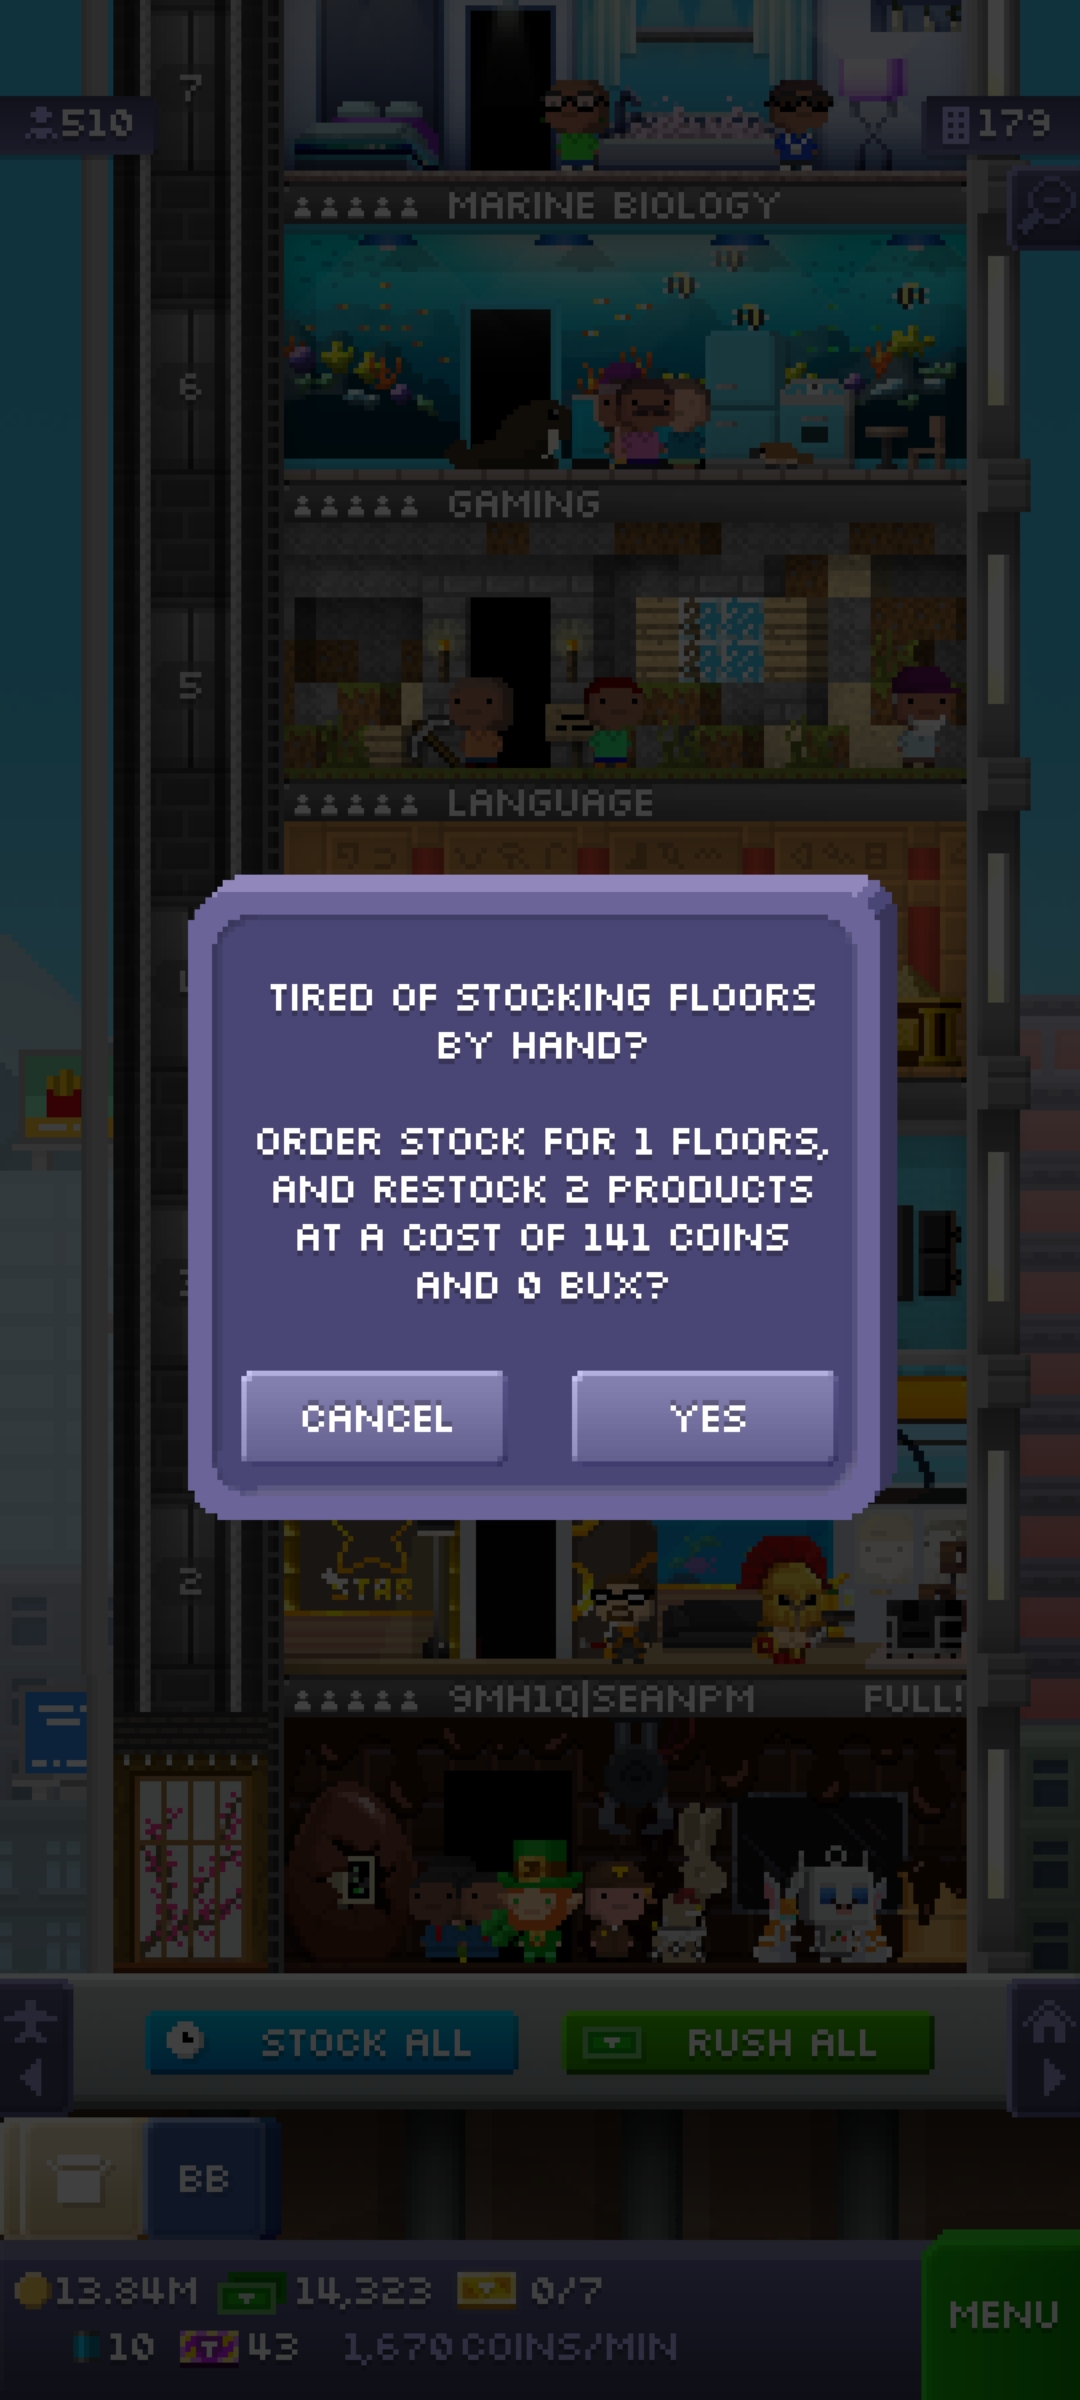 7
510
179
MARINE BIOLOGY
6
GAMING
5
LANGUAGE
TIRED OF STOCKING FLOORS
BY HAND?
ORDER STOCK FOR 1 FLOORS,
AND RESTOCK 2 PRODUCTS
AT A COST OF 141 COINS
AND 0 BUX?
CANCEL
YES
2
STAR
9MH1Q|SEANPM
FULL!
STOCK ALL
RUSH ALL
BB
13.84M
14,323
0/7
10
43
1,670 COINS/MIN
MENU